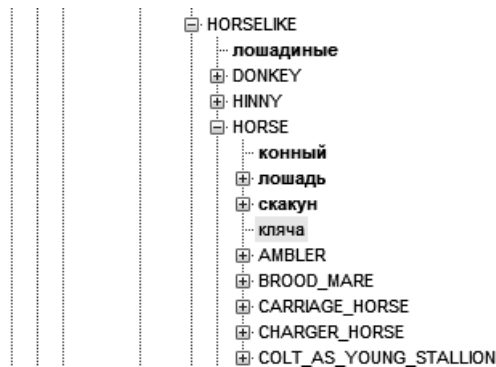 HORSELIKE
лошадиные
DONKEY
HINNY
HORSE
конный
лошадь
скакун
кляча
AMBLER
BROOD_MARE
CARRIAGE_HORSE
CHARGER_HORSE
COLT_AS_YOUNG_STALLION